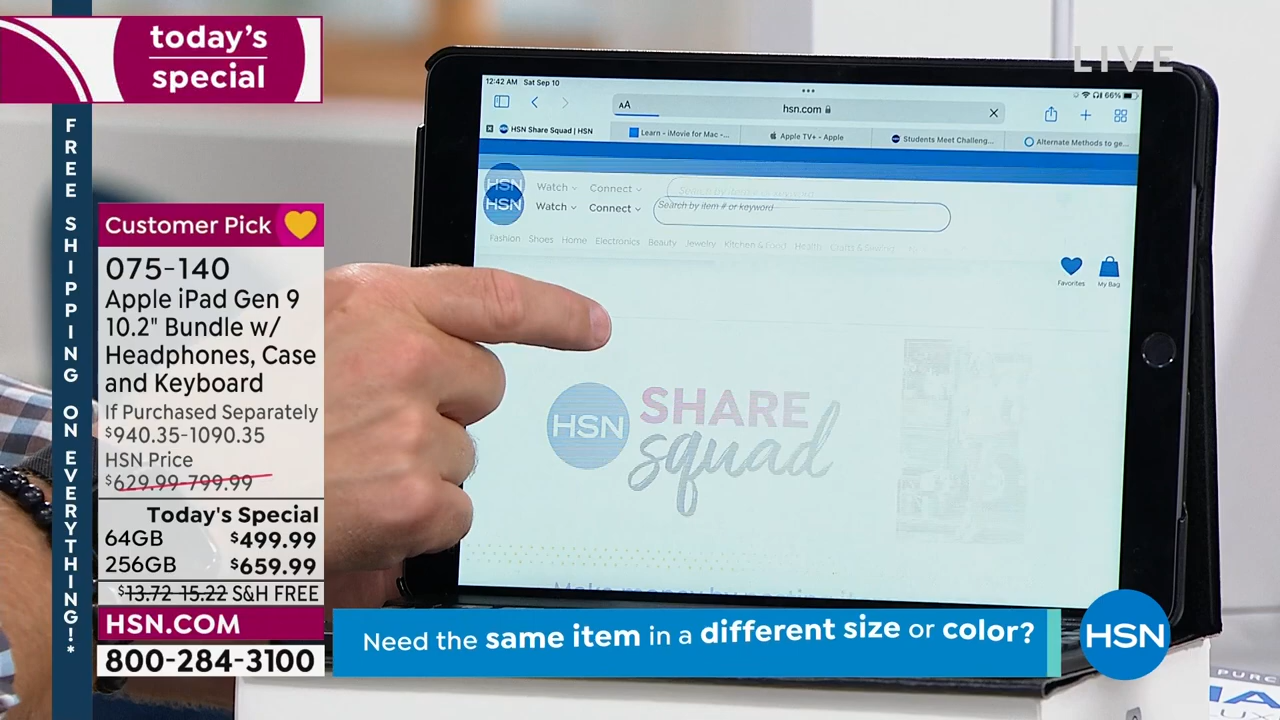 today's
special
LIVE
FREE SHIPPING ON EVERYTHING!*
Customer Pick
075-140
Apple iPad Gen 9
10.2" Bundle w/
Headphones, Case
and Keyboard
If Purchased Separately
$940.35-1090.35
HSN Price
$629.99-799.99
Today's Special
64GB $499.99
256GB $659.99
$13.72-15.22 S&H FREE
HSN.COM
800-284-3100
12:42 AM Sat Sep 10
66%
AA
hsn.com
HSN Share Squad | HSN
Learn - iMovie for Mac -...
Apple TV+ - Apple
Students Meet Challeng...
Alternate Methods to ge...
HSN
Watch
Connect
HSN
Watch
Connect
Search by item # or keyword
Fashion Shoes Home Electronics Beauty Jewelry Kitchen & Food Health Crafts & Sewing
Favorites
My Bag
HSN
SHARE
squad
Need the same item in a different size or color?
HSN